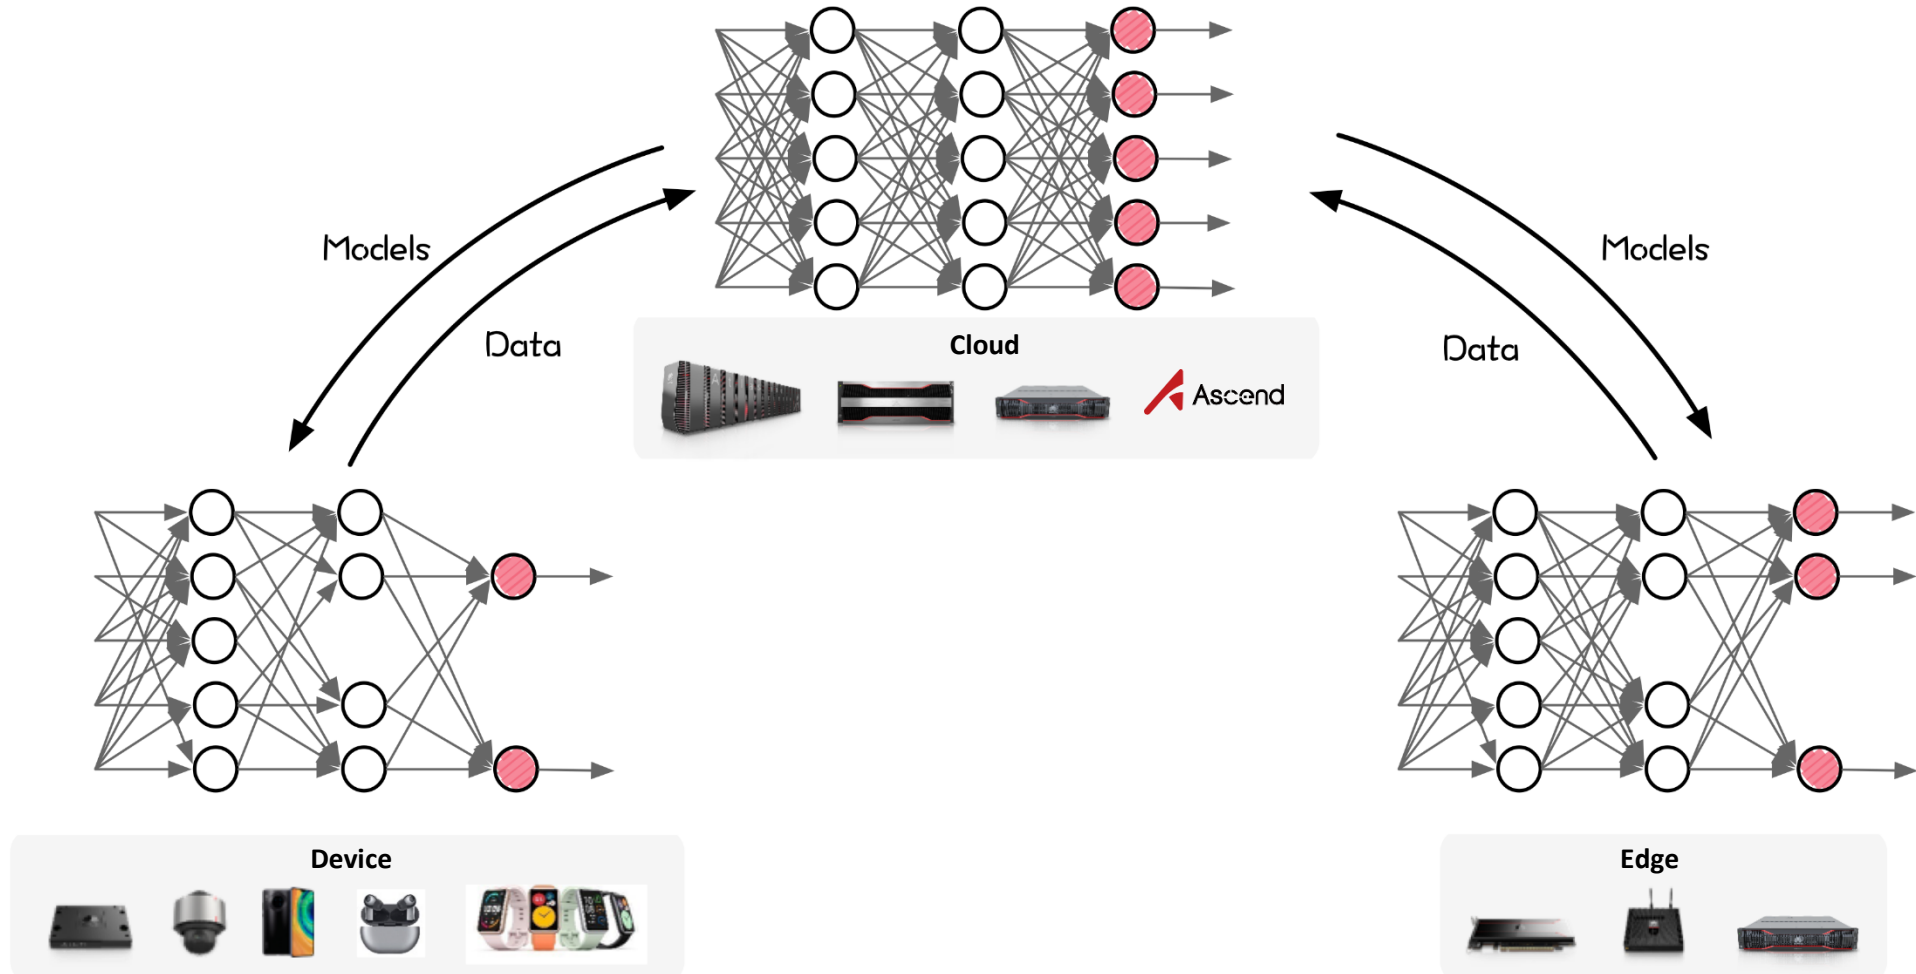 Models
Data
Models
Data
Cloud
Ascend
Device
Edge